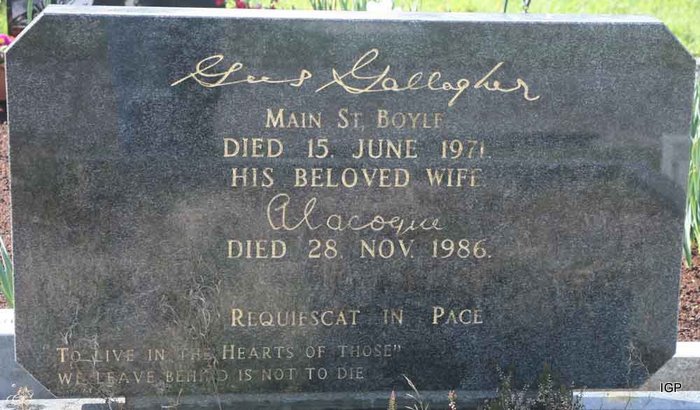 Gus Gallagher
MAIN ST, BOYLE
DIED 15. JUNE 1971.
HIS BELOVED WIFE
Alacoque
DIED 28. NOV. 1986.
REQUIESCAT IN PACE
"TO LIVE IN THE HEARTS OF THOSE"
WE LEAVE BEHIND IS NOT TO DIE
IGP